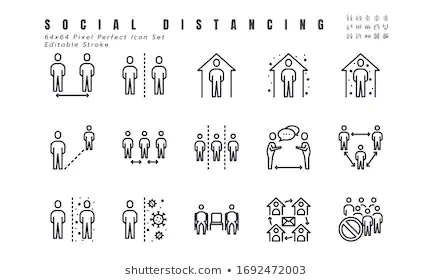 SOCIAL DISTANCING
64x64 Pixel Perfect Icon Set
Editable Stroke
shutterstock.com • 1692472003